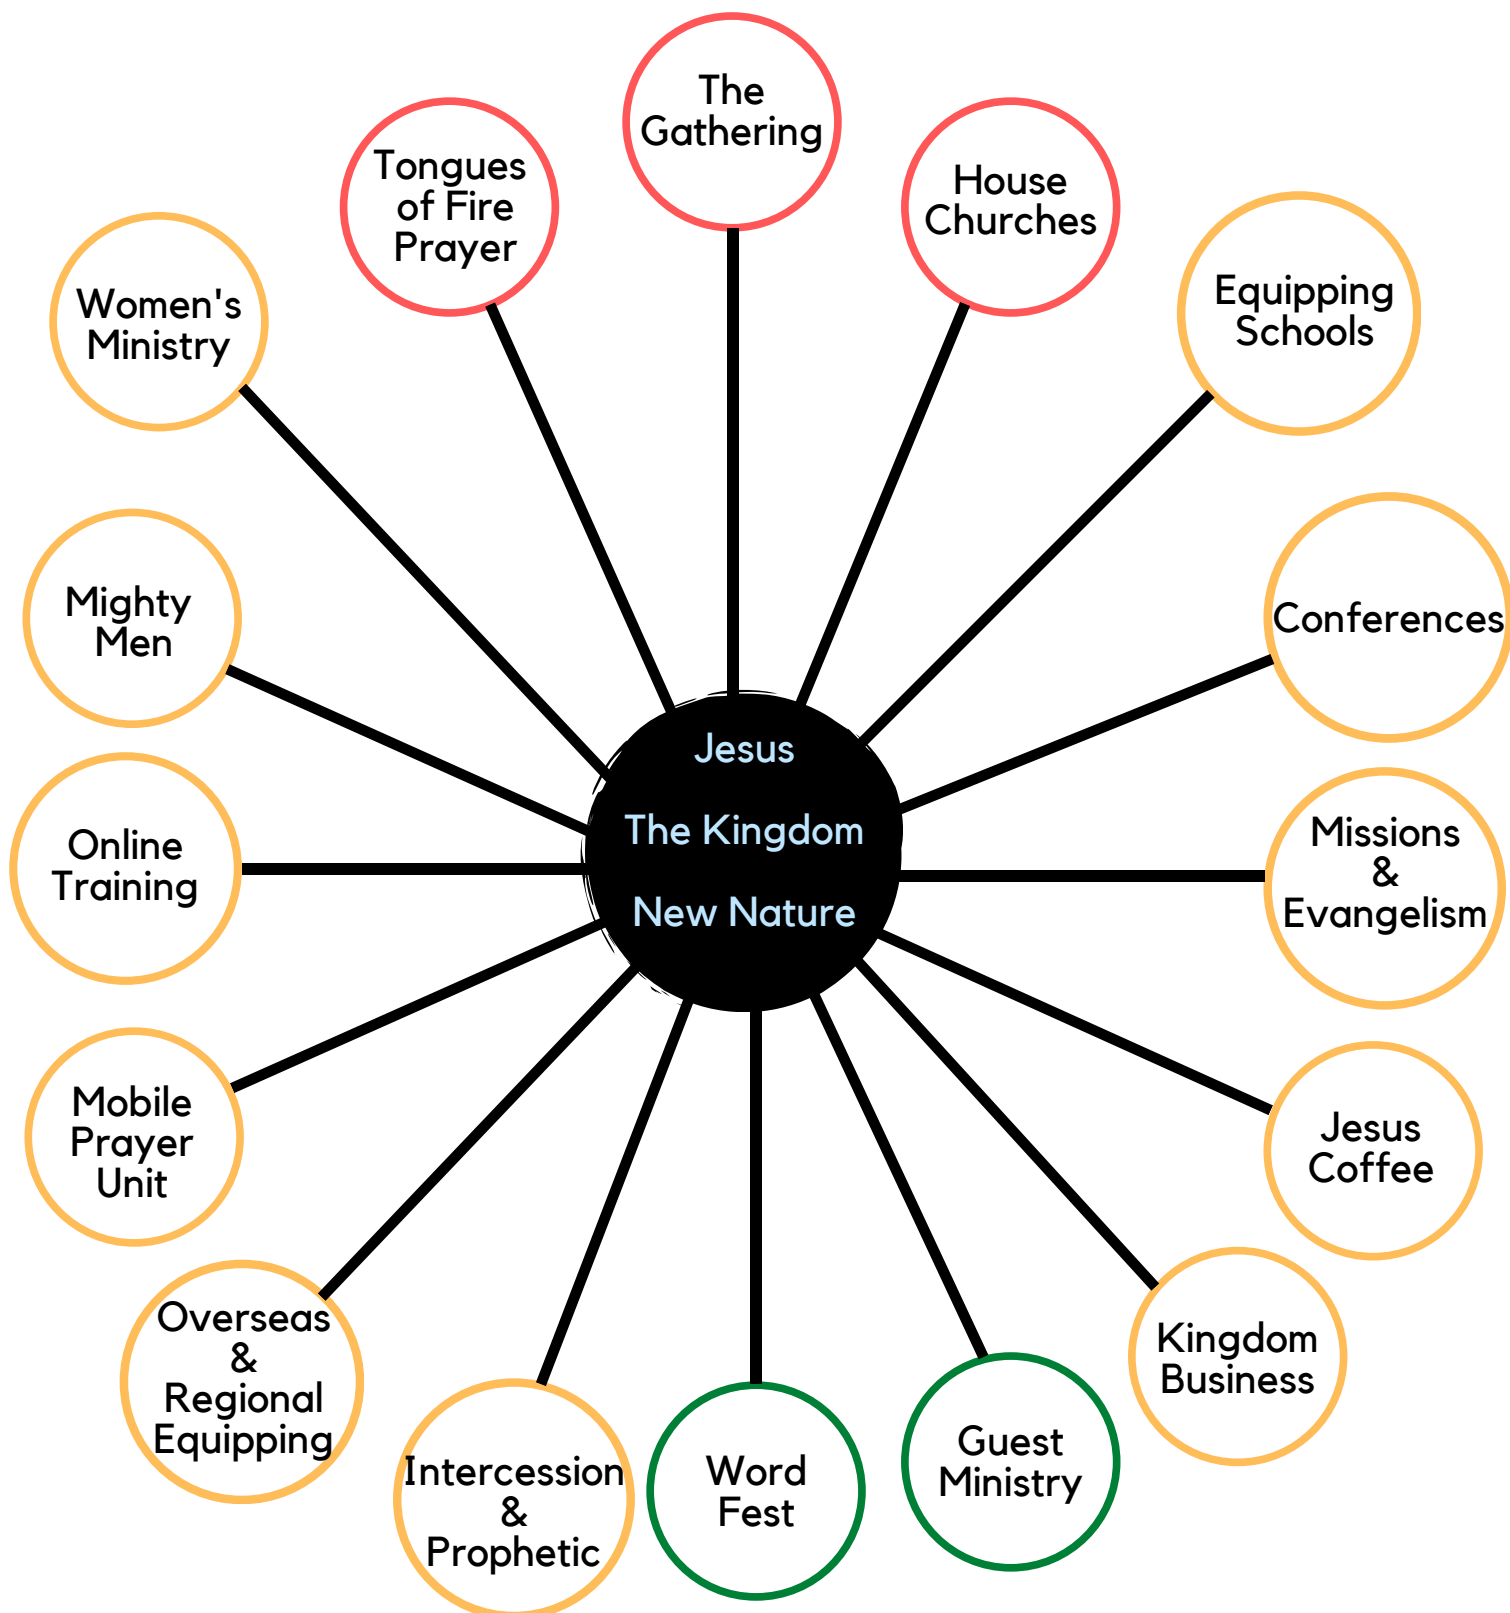 The
Gathering
Tongues
of Fire
Prayer
House
Churches
Women's
Ministry
Equipping
Schools
Mighty
Men
Conferences
Jesus
The Kingdom
New Nature
Online
Training
Missions
&
Evangelism
Mobile
Prayer
Unit
Jesus
Coffee
Overseas
&
Regional
Equipping
Kingdom
Business
Intercession
&
Prophetic
Word
Fest
Guest
Ministry